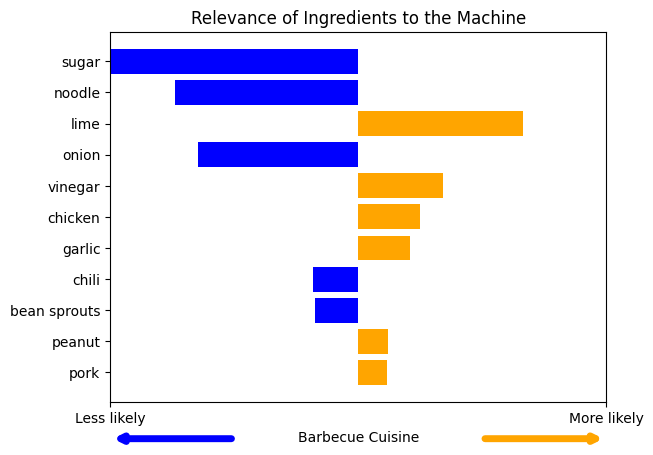 Relevance of Ingredients to the Machine
sugar
noodle
lime
onion
vinegar
chicken
garlic
chili
bean sprouts
peanut
pork
Less likely
More likely
Barbecue Cuisine